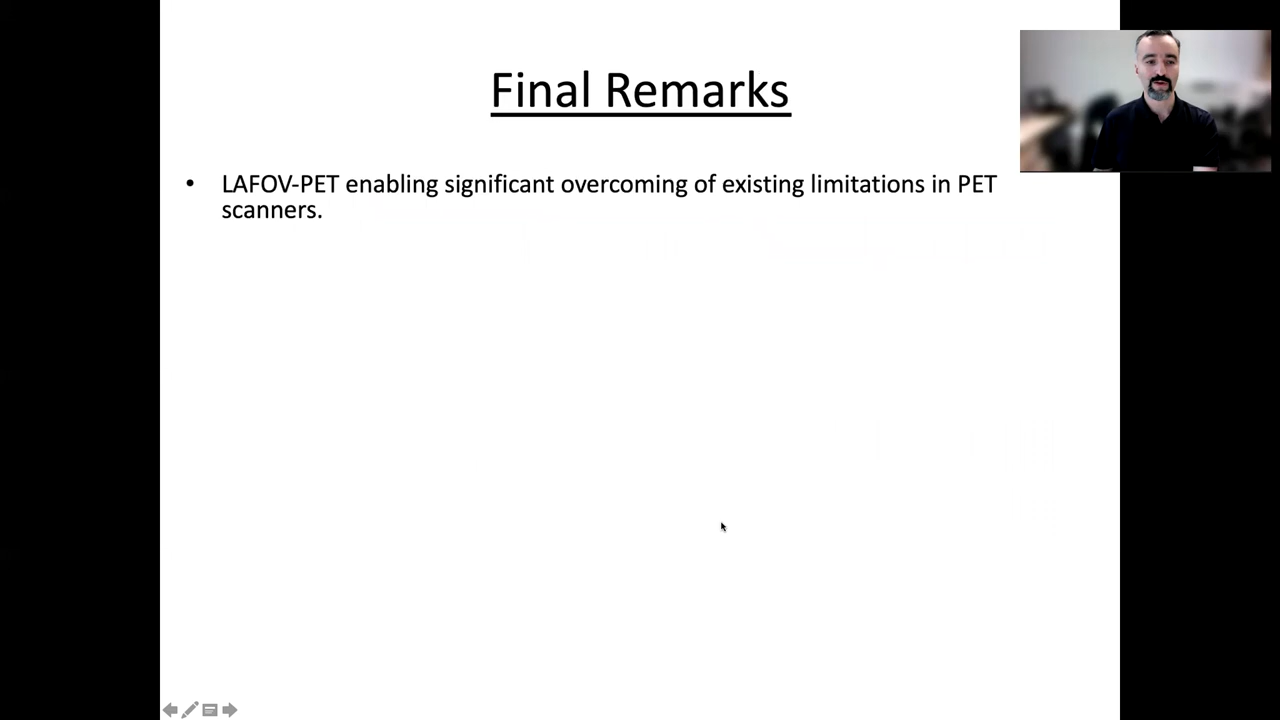 Final Remarks
• LAFOV-PET enabling significant overcoming of existing limitations in PET
scanners.